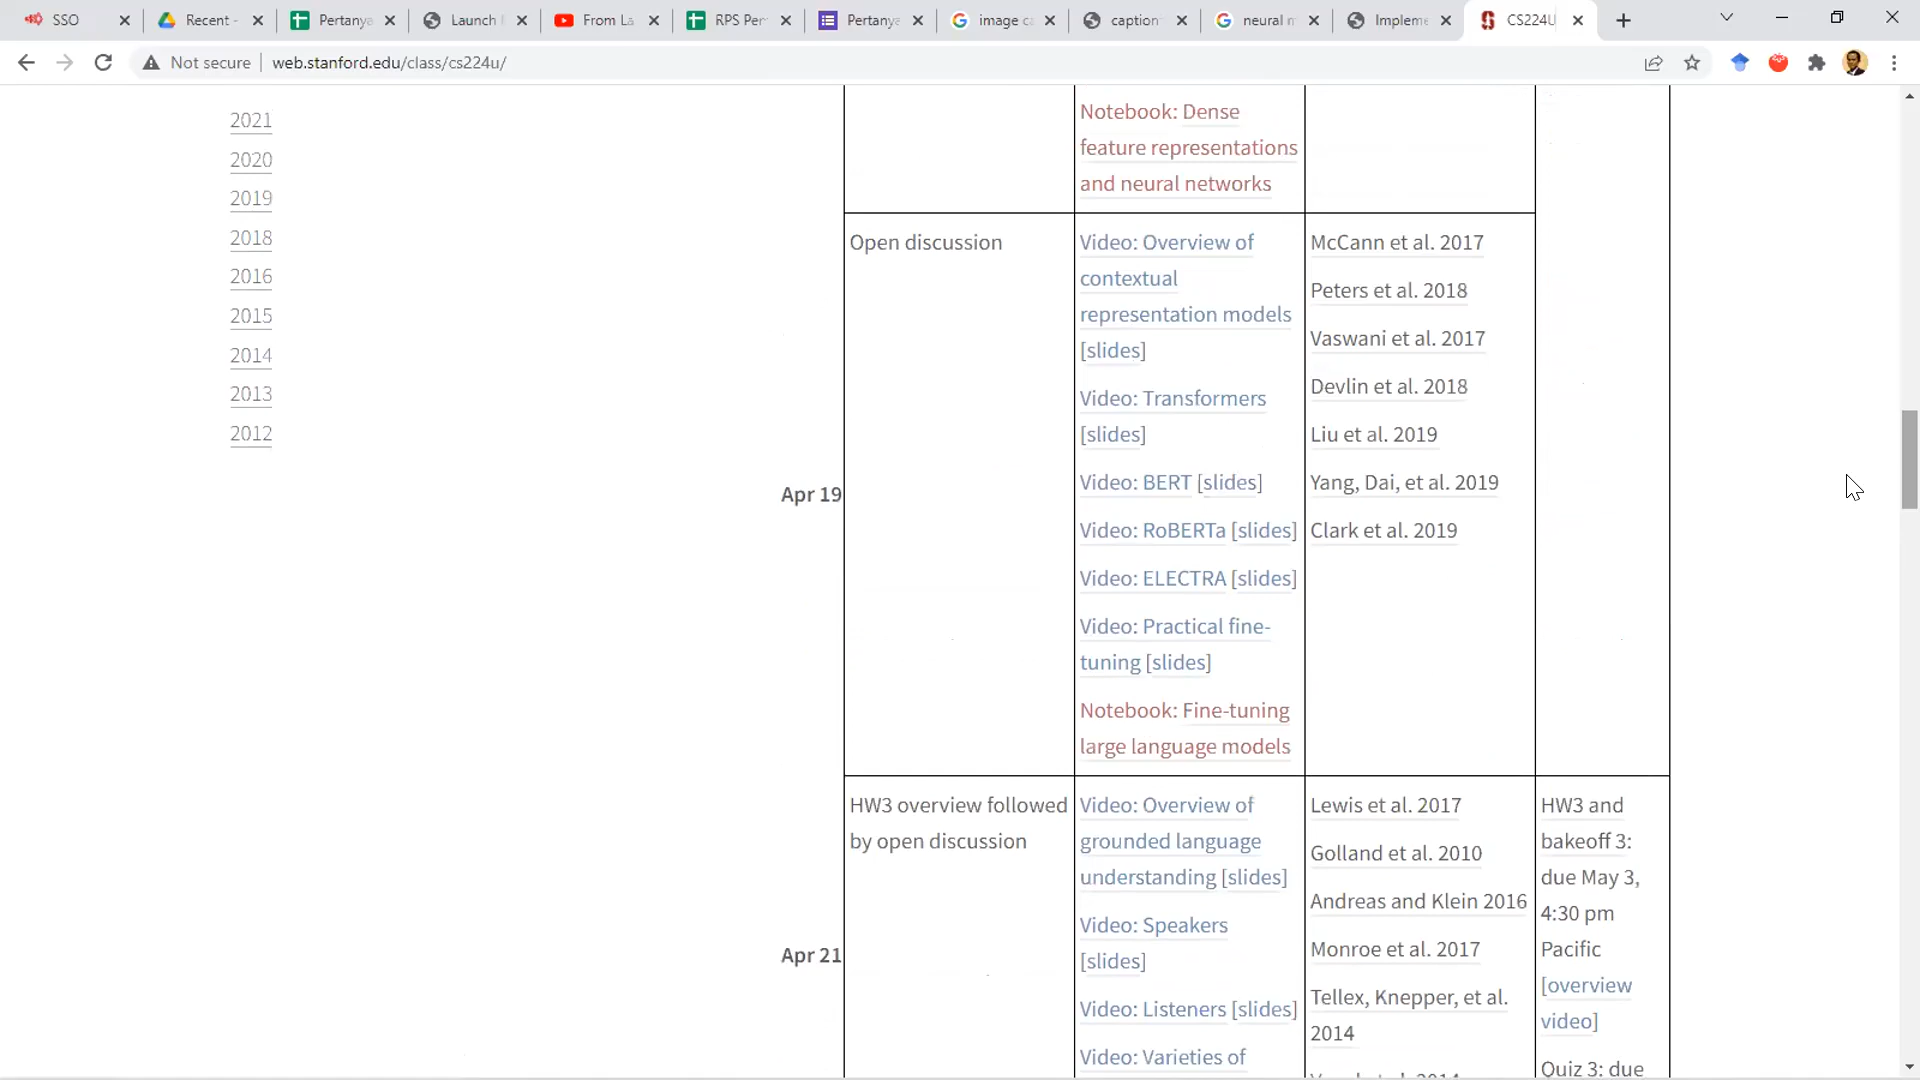 SSO
Recent -
Pertanya
Launch
From La
RPS Per
Pertanya
image ca
caption
neural n
Impleme
CS224U
Not secure
web.stanford.edu/class/cs224u/
2021
2020
2019
2018
2016
2015
2014
2013
2012
Notebook: Dense
feature representations
and neural networks
Apr 19
Open discussion
Video: Overview of
contextual
representation models
[slides]
Video: Transformers
[slides]
Video: BERT [slides]
Video: RoBERTa [slides]
Video: ELECTRA [slides]
Video: Practical fine-
tuning [slides]
Notebook: Fine-tuning
large language models
McCann et al. 2017
Peters et al. 2018
Vaswani et al. 2017
Devlin et al. 2018
Liu et al. 2019
Yang, Dai, et al. 2019
Clark et al. 2019
Apr 21
HW3 overview followed
by open discussion
Video: Overview of
grounded language
understanding [slides]
Video: Speakers
[slides]
Video: Listeners [slides]
Video: Varieties of
Lewis et al. 2017
Golland et al. 2010
Andreas and Klein 2016
Monroe et al. 2017
Tellex, Knepper, et al.
2014
HW3 and
bakeoff 3:
due May 3,
4:30 pm
Pacific
[overview
video]
Quiz 3: due